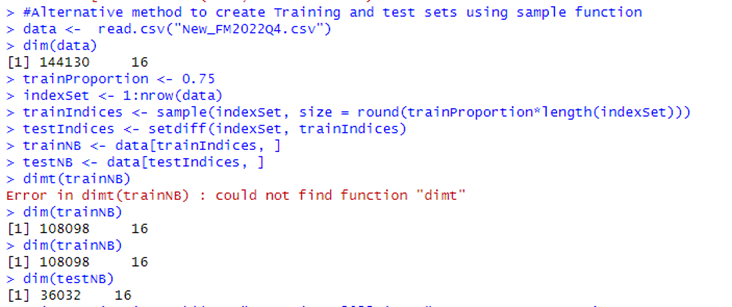 > #Alternative method to create Training and test sets using sample function
> data <-  read.csv("New_FM2022Q4.csv")
> dim(data)
[1] 144130     16
> trainProportion <- 0.75
> indexSet <- 1:nrow(data)
> trainIndices <- sample(indexSet, size = round(trainProportion*length(indexSet)))
> testIndices <- setdiff(indexSet, trainIndices)
> trainNB <- data[trainIndices, ]
> testNB <- data[testIndices, ]
> dimt(trainNB)
Error in dimt(trainNB) : could not find function "dimt"
> dim(trainNB)
[1] 108098     16
> dim(trainNB)
[1] 108098     16
> dim(testNB)
[1] 36032    16